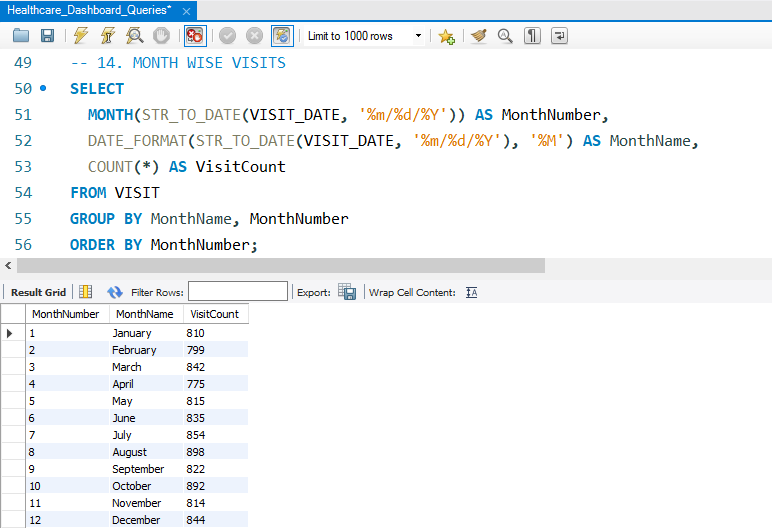 Healthcare_Dashboard_Queries*
Limit to 1000 rows
49 -- 14. MONTH WISE VISITS
50 SELECT
51 MONTH(STR_TO_DATE(VISIT_DATE, '%m/%d/%Y')) AS MonthNumber,
52 DATE_FORMAT(STR_TO_DATE(VISIT_DATE, '%m/%d/%Y'), '%M') AS MonthName,
53 COUNT(*) AS VisitCount
54 FROM VISIT
55 GROUP BY MonthName, MonthNumber
56 ORDER BY MonthNumber;
Result Grid Filter Rows: Export: Wrap Cell Content: IA
MonthNumber MonthName VisitCount
1 January 810
2 February 799
3 March 842
4 April 775
5 May 815
6 June 835
7 July 854
8 August 898
9 September 822
10 October 892
11 November 814
12 December 844